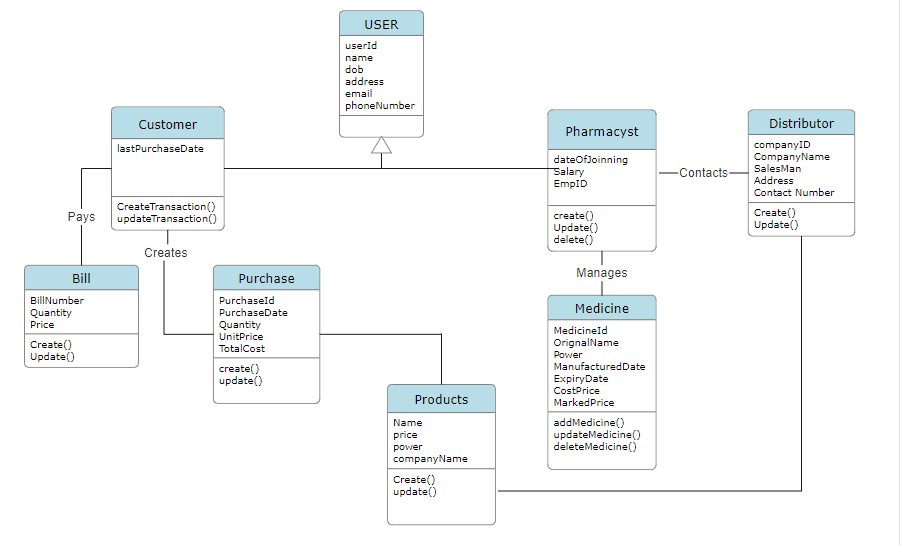 USER
userId
name
dob
address
email
phoneNumber
Customer
lastPurchaseDate
CreateTransaction()
updateTransaction()
Pharmacyst
dateOfJoinning
Salary
EmpID
create()
Update()
delete()
Contacts
Distributor
companyID
CompanyName
SalesMan
Address
Contact Number
Create()
Update()
Pays
Creates
Manages
Bill
BillNumber
Quantity
Price
Create()
Update()
Purchase
PurchaseId
PurchaseDate
Quantity
UnitPrice
TotalCost
create()
update()
Medicine
MedicineId
OrignalName
Power
ManufacturedDate
ExpiryDate
CostPrice
MarkedPrice
addMedicine()
updateMedicine()
deleteMedicine()
Products
Name
price
power
companyName
Create()
update()